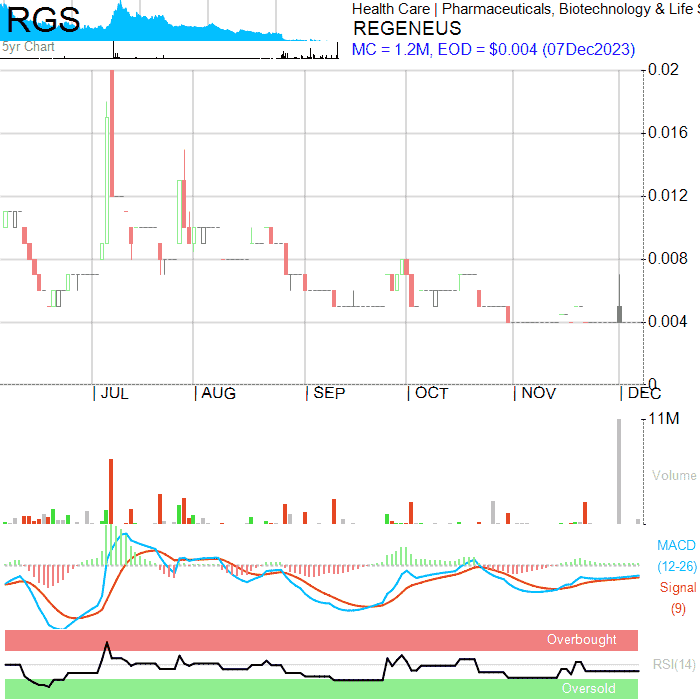 RGS
Health Care | Pharmaceuticals, Biotechnology & Life
REGENEUS
5yr Chart
MC = 1.2M, EOD = $0.004 (07Dec2023)
0.02
0.016
0.012
0.008
0.004
0
| JUL | AUG | SEP | OCT | NOV | DEC
11M
Volume
MACD
(12-26)
Signal
(9)
Overbought
RSI(14)
Oversold